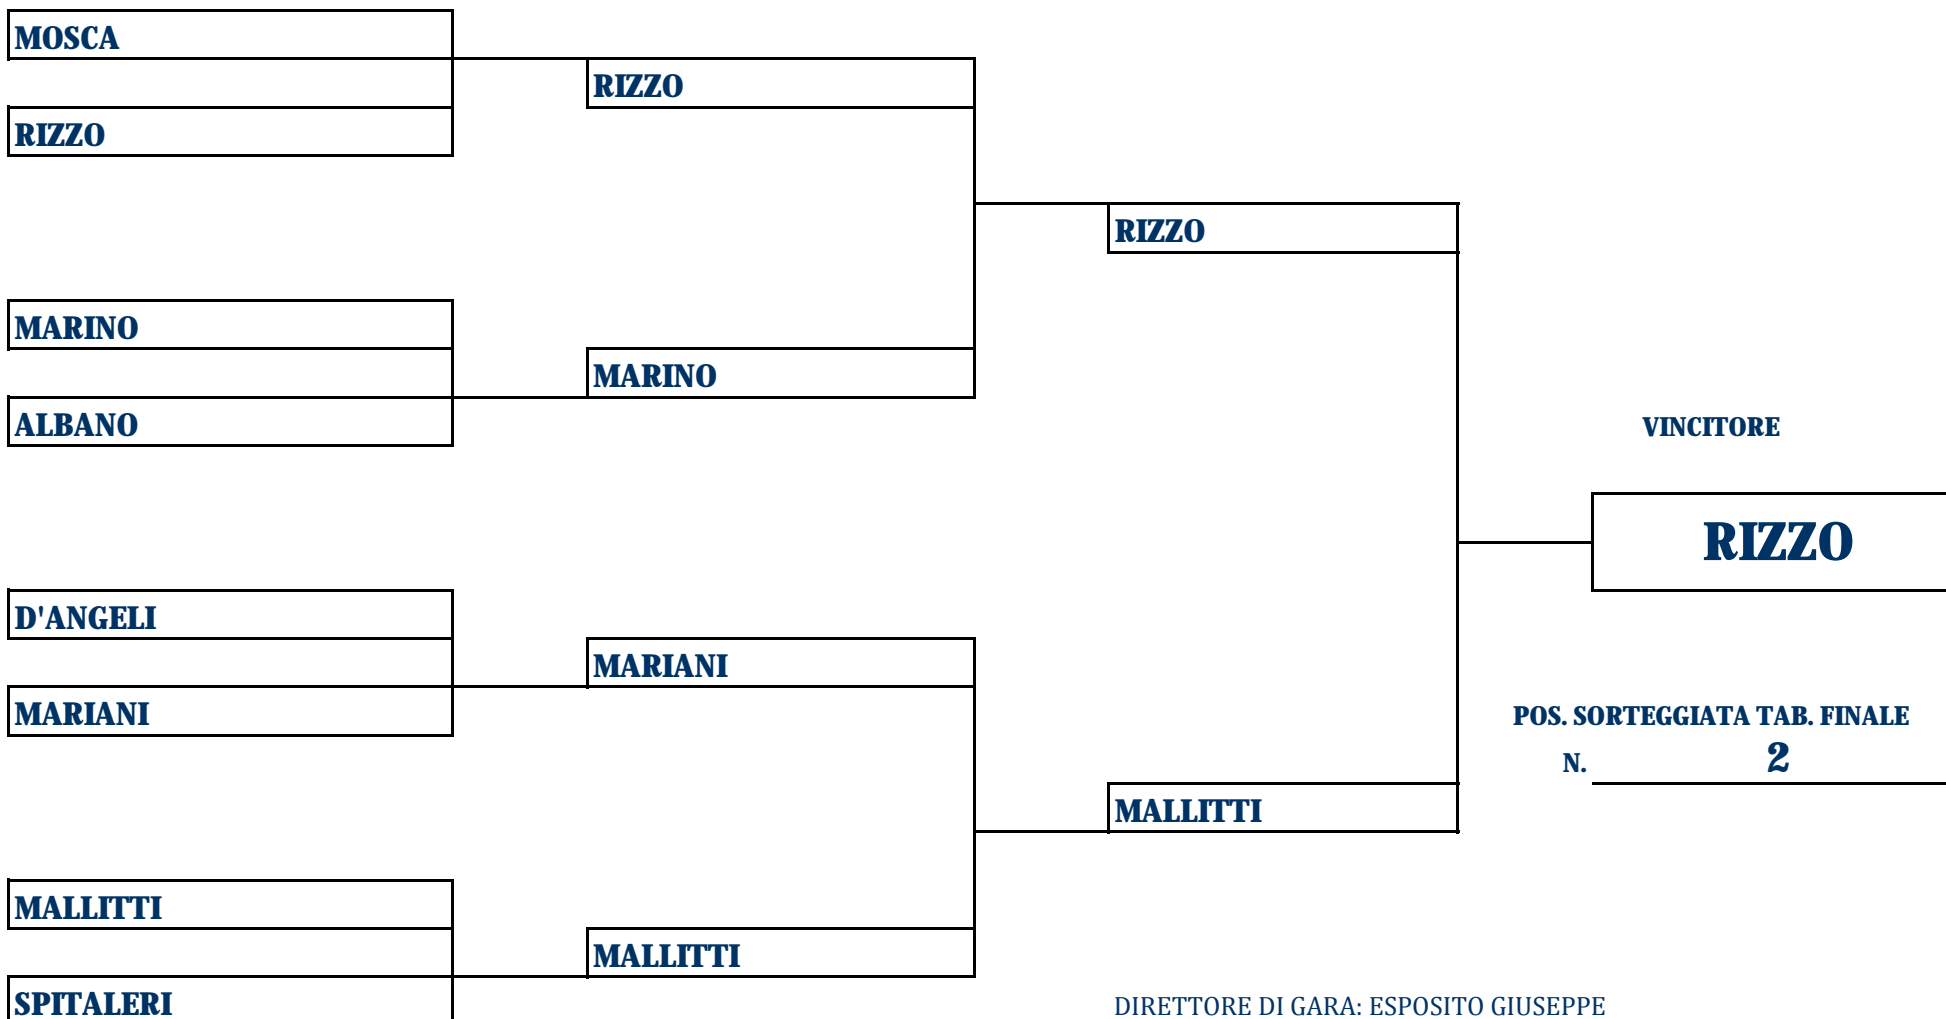 MOSCA
RIZZO
RIZZO
RIZZO
MARINO
MARINO
ALBANO
VINCITORE
RIZZO
D'ANGELI
MARIANI
MARIANI
POS. SORTEGGIATA TAB. FINALE
N. 2
MALLITTI
MALLITTI
MALLITTI
SPITALERI
DIRETTORE DI GARA: ESPOSITO GIUSEPPE